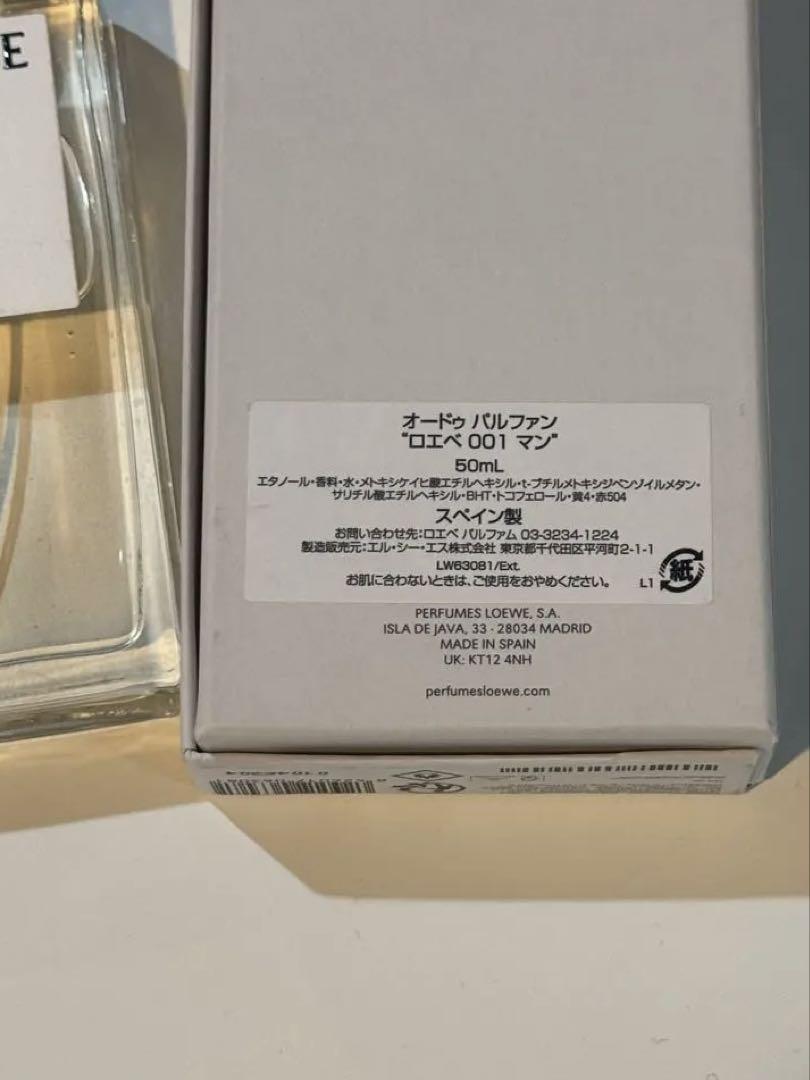 E
オードゥ パルファン
“ロエベ 001 マン”
50mL
エタノール・香料・水・メトキシケイヒ酸エチルヘキシル・t-ブチルメトキシジベンゾイルメタン・
サリチル酸エチルヘキシル・BHT・トコフェロール・黄4・赤504
スペイン製
お問い合わせ先:ロエベ パルファム 03-3234-1224
製造販売元:エル・シー・エス株式会社 東京都千代田区平河町2-1-1
LW63081/Ext.
お肌に合わないときは、ご使用をおやめください。
L1 紙
PERFUMES LOEWE, S.A.
ISLA DE JAVA, 33 - 28034 MADRID
MADE IN SPAIN
UK: KT12 4NH
perfumesloewe.com